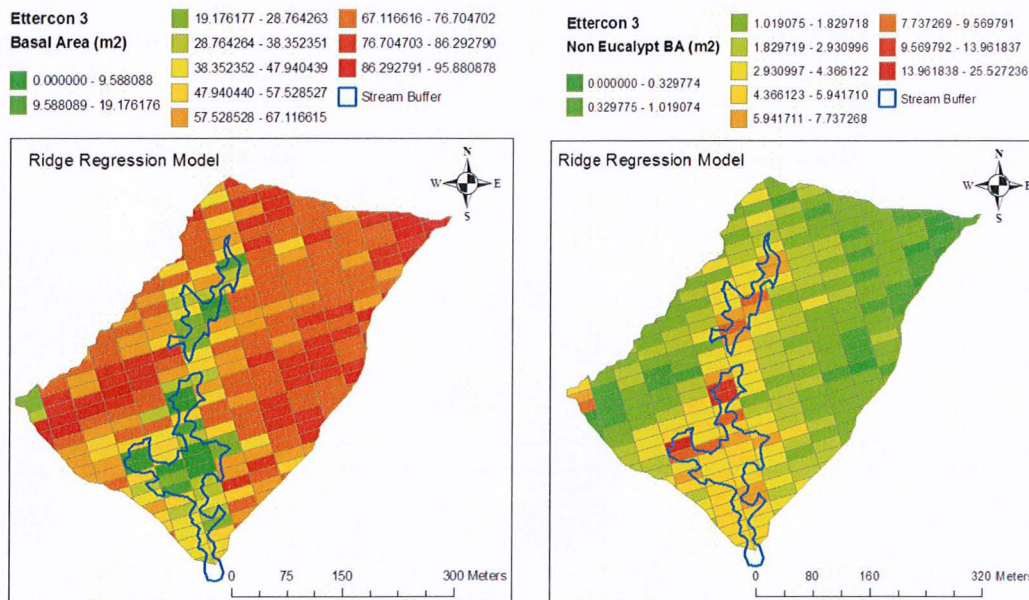 Ettercon 3
Basal Area (m2)
0.000000 - 9.588088
9.588089 - 19.176176
19.176177 - 28.764263
28.764264 - 38.352351
38.352352 - 47.940439
47.940440 - 57.528527
57.528528 - 67.116615
67.116616 - 76.704702
76.704703 - 86.292790
86.292791 - 95.880878
Stream Buffer
Ridge Regression Model
N
W E
S
0 75 150 300 Meters
Ettercon 3
Non Eucalypt BA (m2)
0.000000 - 0.329774
0.329775 - 1.019074
1.019075 - 1.829718
1.829719 - 2.930996
2.930997 - 4.366122
4.366123 - 5.941710
5.941711 - 7.737268
7.737269 - 9.569791
9.569792 - 13.961837
13.961838 - 25.527236
Stream Buffer
Ridge Regression Model
N
W E
S
0 80 160 320 Meters